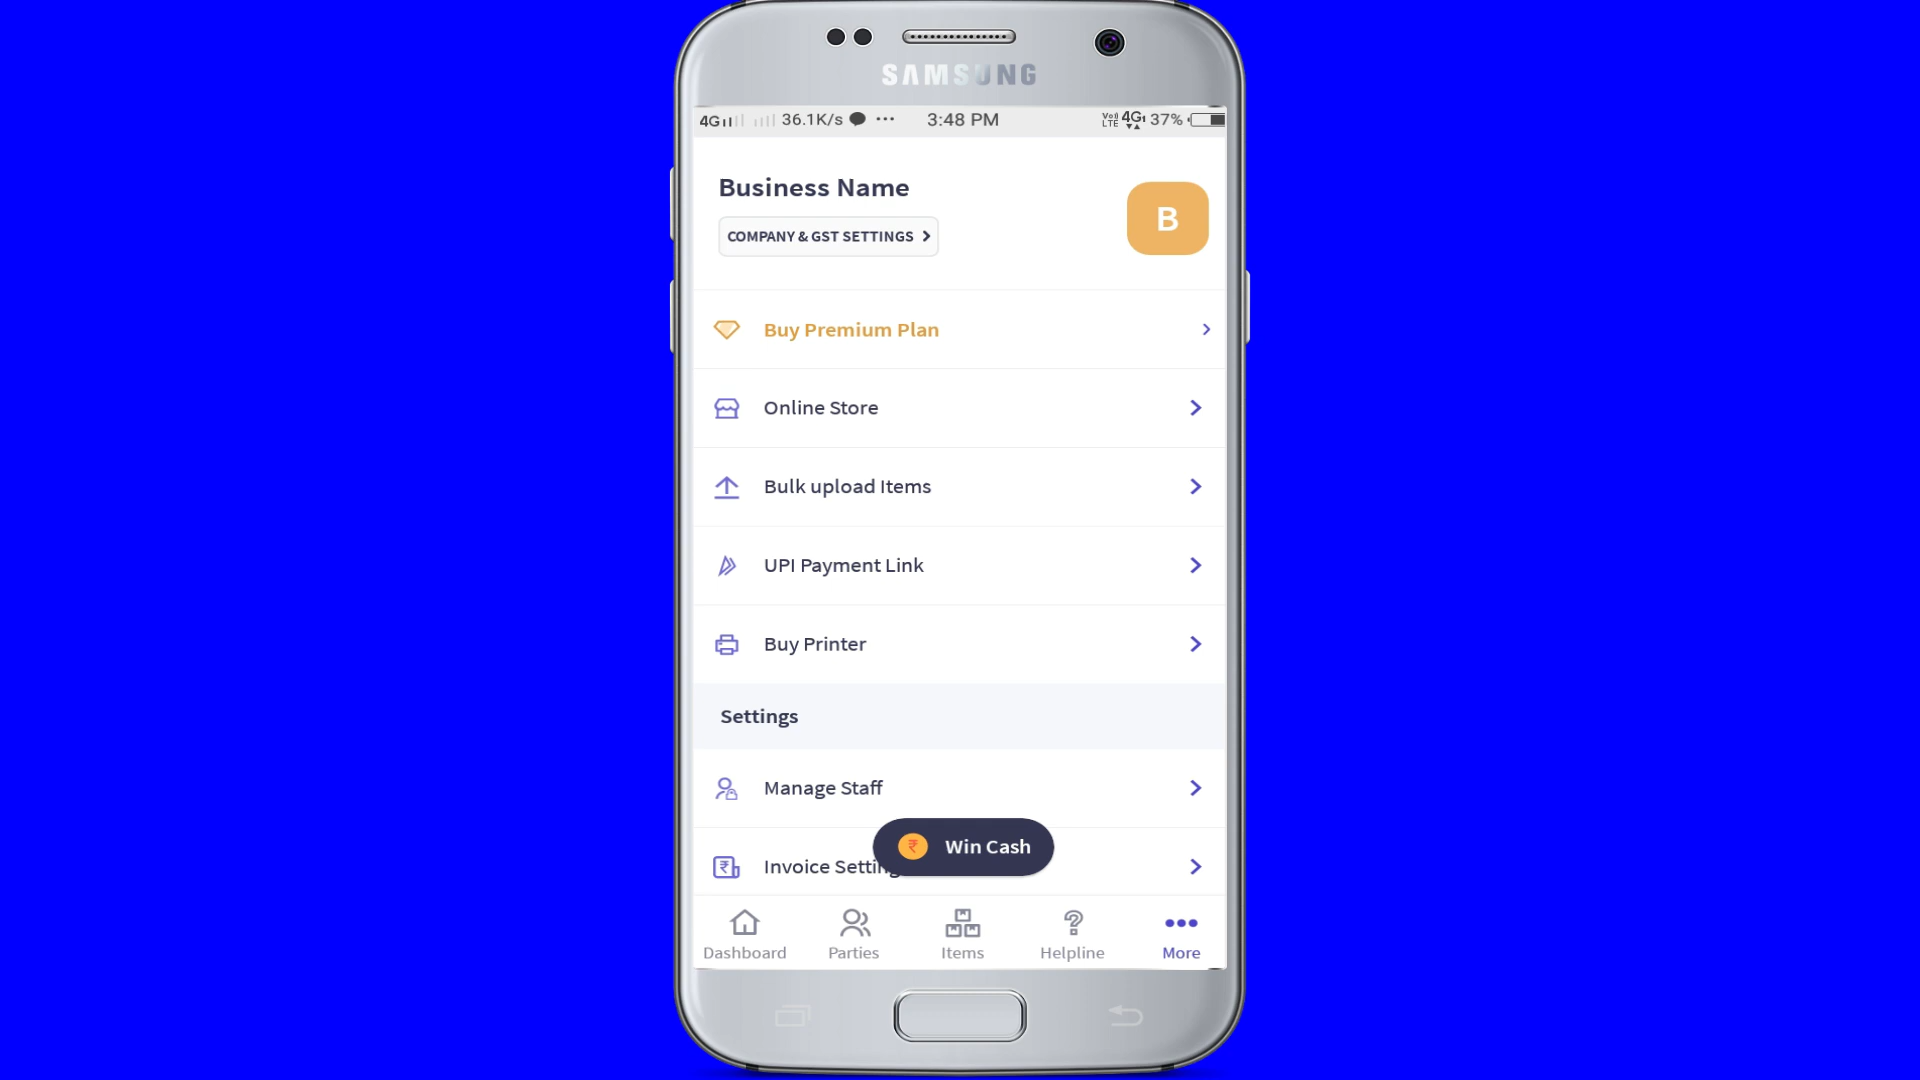 SAMSUNG
4G 36.1K/s 3:48 PM VoLTE 4G 37%
Business Name
B
COMPANY & GST SETTINGS
Buy Premium Plan
Online Store
Bulk upload Items
UPI Payment Link
Buy Printer
Settings
Manage Staff
Win Cash
Invoice Setting
Dashboard Parties Items Helpline More